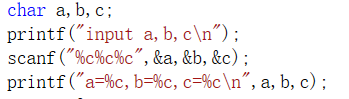 char a,b,c;
printf("input a,b,c\n");
scanf("%c%c%c",&a,&b,&c);
printf("a=%c,b=%c,c=%c\n",a,b,c);